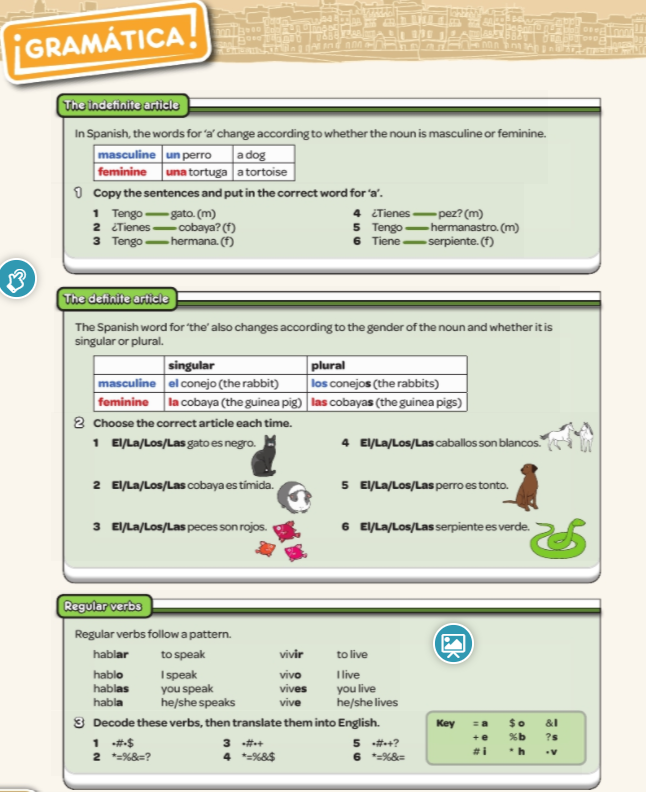 ¡GRAMÁTICA!
The indefinite article
In Spanish, the words for 'a' change according to whether the noun is masculine or feminine.
masculine un perro a dog
feminine una tortuga a tortoise
1 Copy the sentences and put in the correct word for 'a'.
1 Tengo gato. (m)
2 ¿Tienes cobaya? (f)
3 Tengo hermana. (f)
4 ¿Tienes pez? (m)
5 Tengo hermanastro. (m)
6 Tiene serpiente. (f)
The definite article
The Spanish word for 'the' also changes according to the gender of the noun and whether it is
singular or plural.
singular plural
masculine el conejo (the rabbit) los conejos (the rabbits)
feminine la cobaya (the guinea pig) las cobayas (the guinea pigs)
2 Choose the correct article each time.
1 El/La/Los/Las gato es negro.
2 El/La/Los/Las cobaya es tímida.
3 El/La/Los/Las peces son rojos.
4 El/La/Los/Las caballos son blancos.
5 El/La/Los/Las perro es tonto.
6 El/La/Los/Las serpiente es verde.
Regular verbs
Regular verbs follow a pattern.
hablar to speak vivir to live
hablo I speak vivo I live
hablas you speak vives you live
habla he/she speaks vive he/she lives
3 Decode these verbs, then translate them into English.
1 •#•$
2 *=%&=?
3 •#•+
4 *=%&$
5 •#•+?
6 *=%&=
Key = a $ o & l
+ e % b ? s
# i * h • v